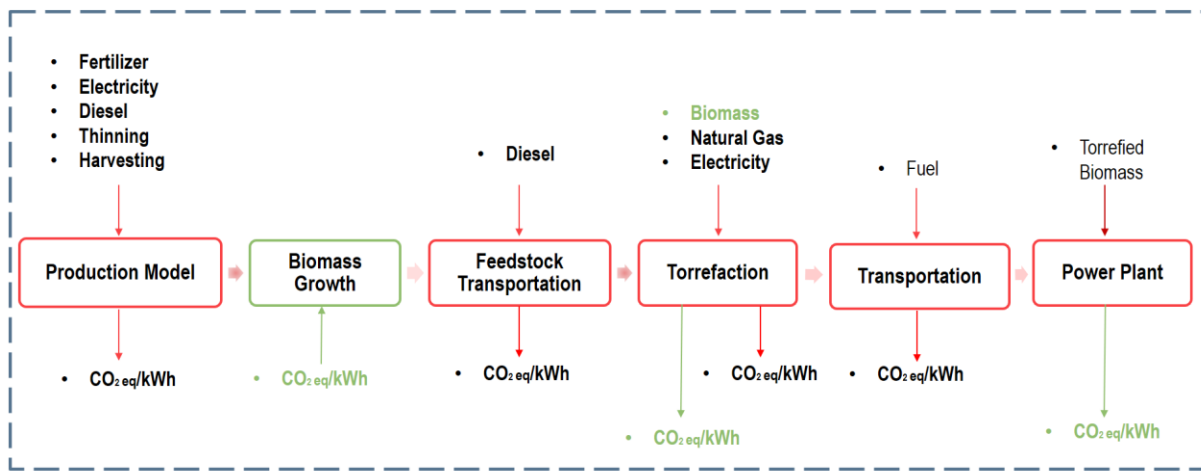 • Fertilizer
• Electricity
• Diesel
• Thinning
• Harvesting
• Diesel
• Biomass
• Natural Gas
• Electricity
• Fuel
• Torrefied
Biomass
Production Model
Biomass
Growth
Feedstock
Transportation
Torrefaction
Transportation
Power Plant
• CO₂ eq/kWh
• CO₂ eq/kWh
• CO₂ eq/kWh
• CO₂ eq/kWh
• CO₂ eq/kWh
• CO₂ eq/kWh
• CO₂ eq/kWh